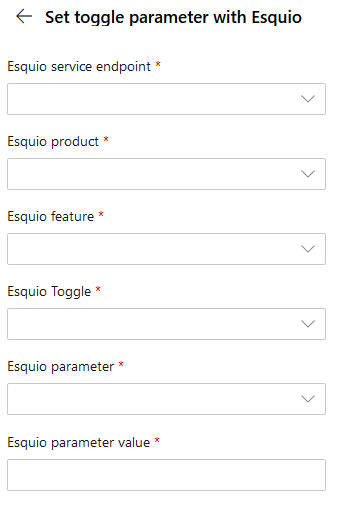 Set toggle parameter with Esquio
Esquio service endpoint *
Esquio product *
Esquio feature *
Esquio Toggle *
Esquio parameter *
Esquio parameter value *